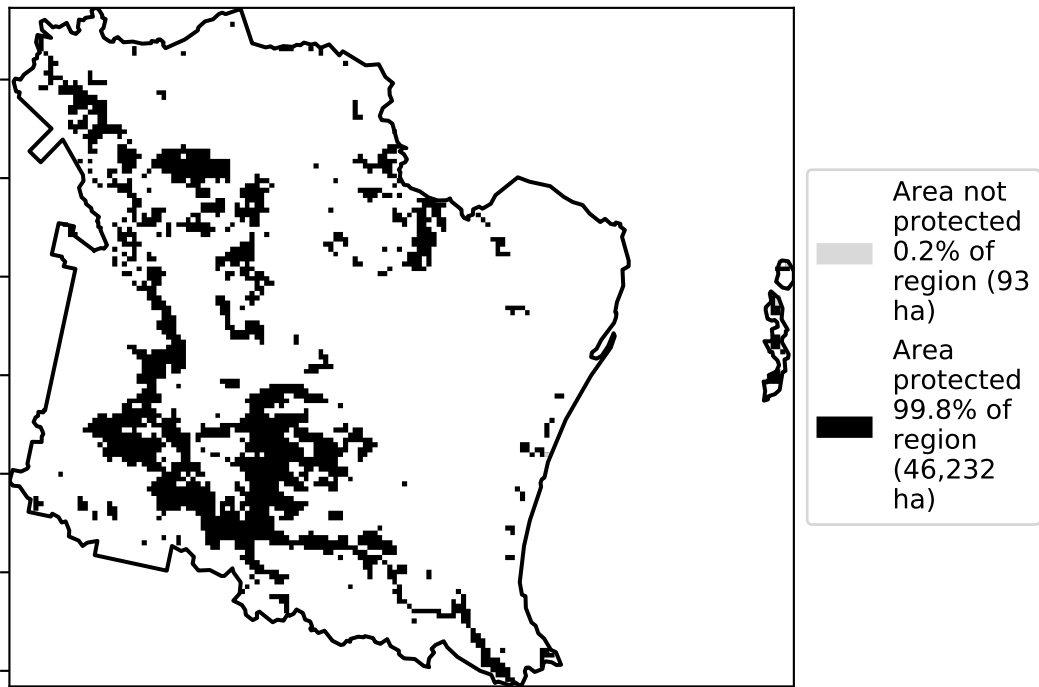 Area not
protected
0.2% of
region (93
ha)
Area
protected
99.8% of
region
(46,232
ha)